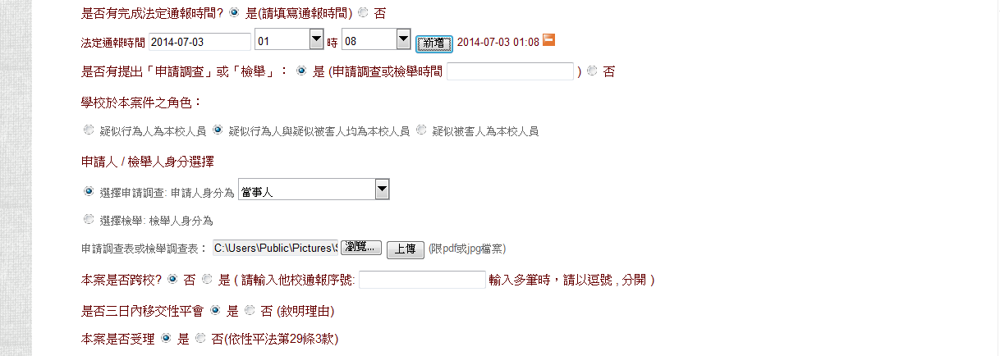 是否有完成法定通報時間? 是(請填寫通報時間) 否
法定通報時間 2014-07-03 01 時 08 新增 2014-07-03 01:08
是否有提出「申請調查」或「檢舉」： 是 (申請調查或檢舉時間 ) 否
學校於本案件之角色：
疑似行為人為本校人員 疑似行為人與疑似被害人均為本校人員 疑似被害人為本校人員
申請人 / 檢舉人身分選擇
選擇申請調查: 申請人身分為 當事人
選擇檢舉: 檢舉人身分為
申請調查表或檢舉調查表： C:\Users\Public\Pictures\S 瀏覽... 上傳 (限pdf或jpg檔案)
本案是否跨校? 否 是 ( 請輸入他校通報序號: 輸入多筆時，請以逗號 , 分開 )
是否三日內移交性平會 是 否 (敘明理由)
本案是否受理 是 否(依性平法第29條3款)